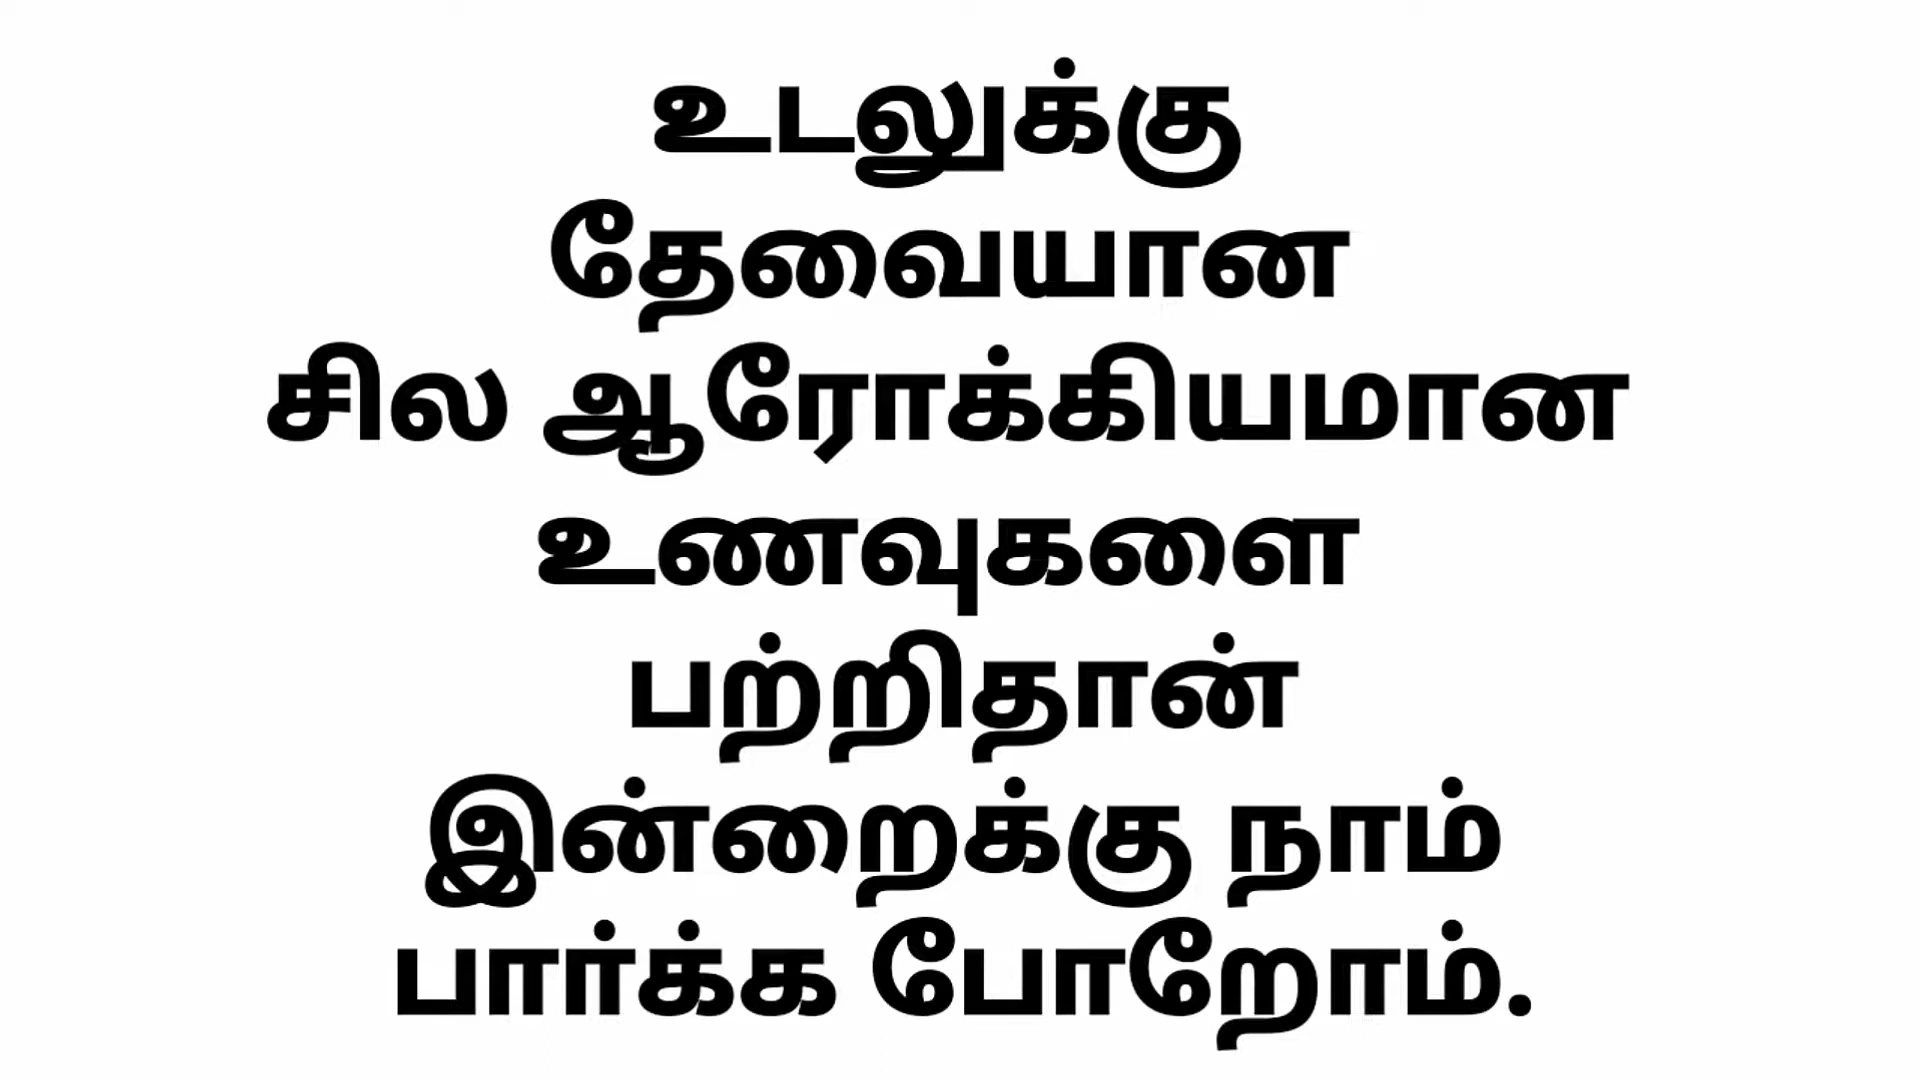 உடலுக்கு
தேவையான
சில ஆரோக்கியமான
உணவுகளை
பற்றிதான்
இன்றைக்கு நாம்
பார்க்க போறோம்.